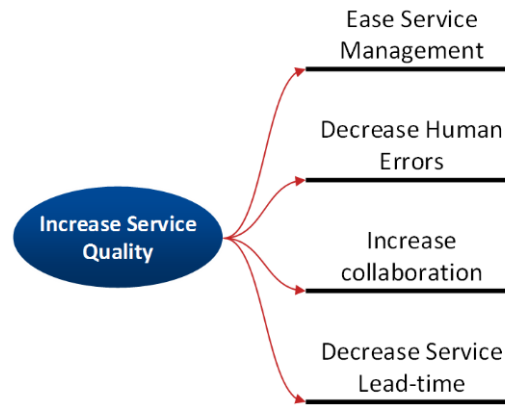 Ease Service
Management
Decrease Human
Errors
Increase Service
Quality
Increase
collaboration
Decrease Service
Lead-time